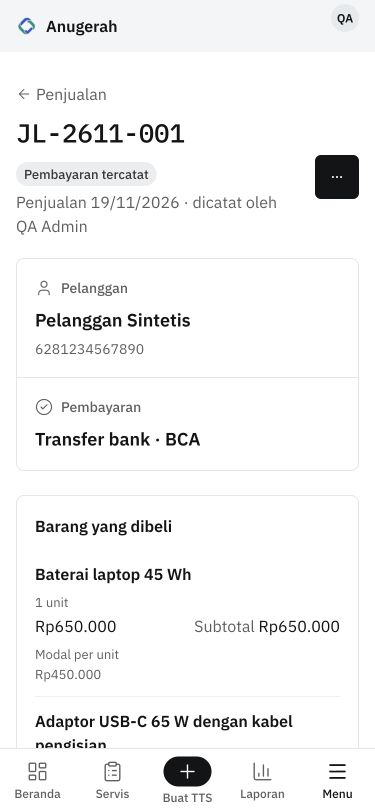 Anugerah
QA
← Penjualan
JL-2611-001
Pembayaran tercatat
...
Penjualan 19/11/2026 · dicatat oleh
QA Admin
Pelanggan
Pelanggan Sintetis
6281234567890
Pembayaran
Transfer bank · BCA
Barang yang dibeli
Baterai laptop 45 Wh
1 unit
Rp650.000 Subtotal Rp650.000
Modal per unit
Rp450.000
Adaptor USB-C 65 W dengan kabel
pengisian
Beranda
Servis
Buat TTS
Laporan
Menu